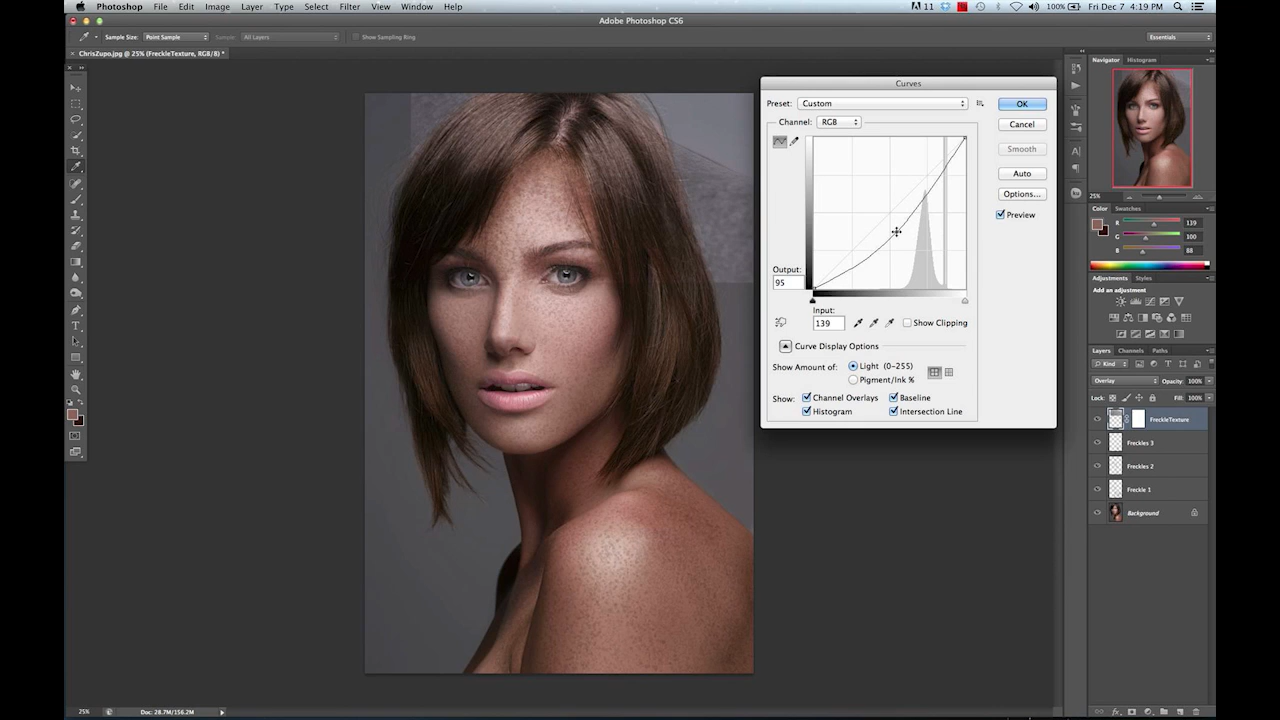 Photoshop File Edit Image Layer Type Select Filter View Window Help 11 100% Fri Dec 7 4:19 PM
Adobe Photoshop CS6
Sample Size: Point Sample Sample: All Layers Show Sampling Ring Essentials
ChrisZupo.jpg @ 25% (FreckleTexture, RGB/8) *
Navigator Histogram
25%
Color Swatches
R 139
G 100
B 88
Adjustments Styles
Add an adjustment
Layers Channels Paths
Kind
Overlay Opacity: 100%
Lock: Fill: 100%
FreckleTexture
Freckles 3
Freckles 2
Freckle 1
Background
Curves
Preset: Custom OK
Channel: RGB Cancel
Smooth
Auto
Options...
Preview
Output:
95
Input:
139 Show Clipping
Curve Display Options
Show Amount of: Light (0-255)
Pigment/Ink %
Show: Channel Overlays Baseline
Histogram Intersection Line
25% Doc: 28.7M/156.2M